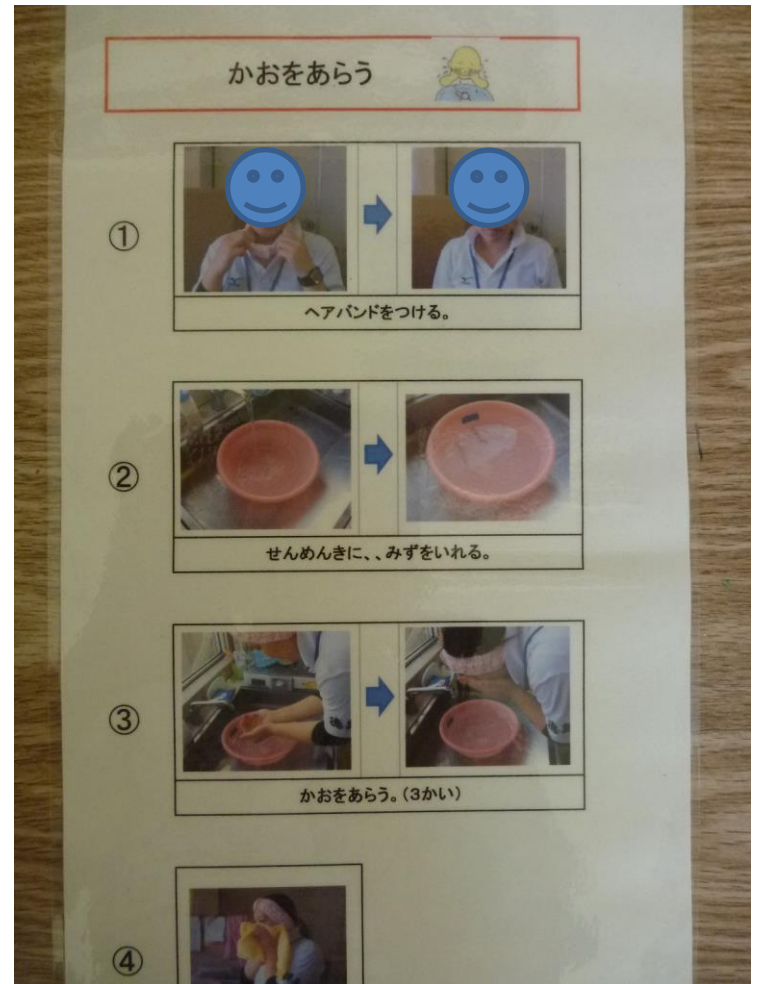 かおをあらう
①
ヘアバンドをつける。
②
せんめんきに、、みずをいれる。
③
かおをあらう。(3かい)
④